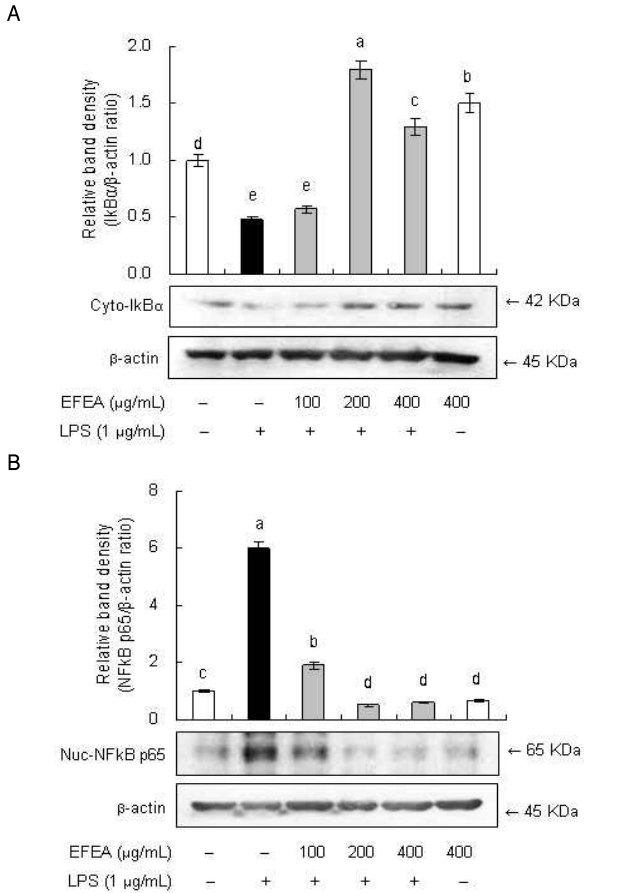 A
Relative band density
(IkBα/β-actin ratio)
2.0
1.5
1.0
0.5
0.0
d
e
e
a
c
b
Cyto-IkBα
← 42 KDa
β-actin
← 45 KDa
EFEA (µg/mL) – – 100 200 400 400
LPS (1 µg/mL) – + + + + –
B
Relative band density
(NFkB p65/β-actin ratio)
8
6
4
2
0
c
a
b
d
d
d
Nuc-NFkB p65
← 65 KDa
β-actin
← 45 KDa
EFEA (µg/mL) – – 100 200 400 400
LPS (1 µg/mL) – + + + + –